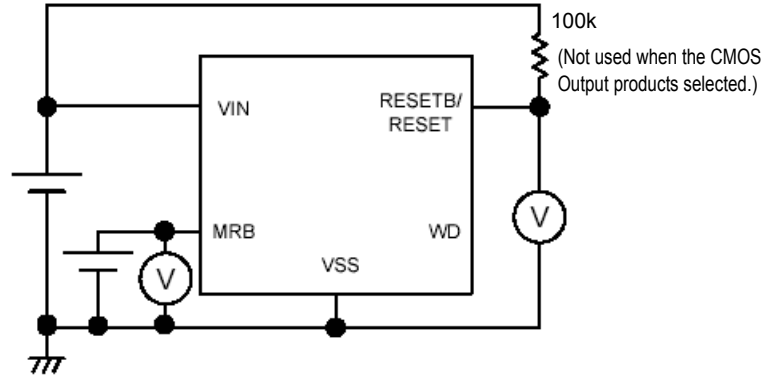 100k
(Not used when the CMOS
Output products selected.)
VIN
RESETB/
RESET
V
MRB
WD
V
VSS